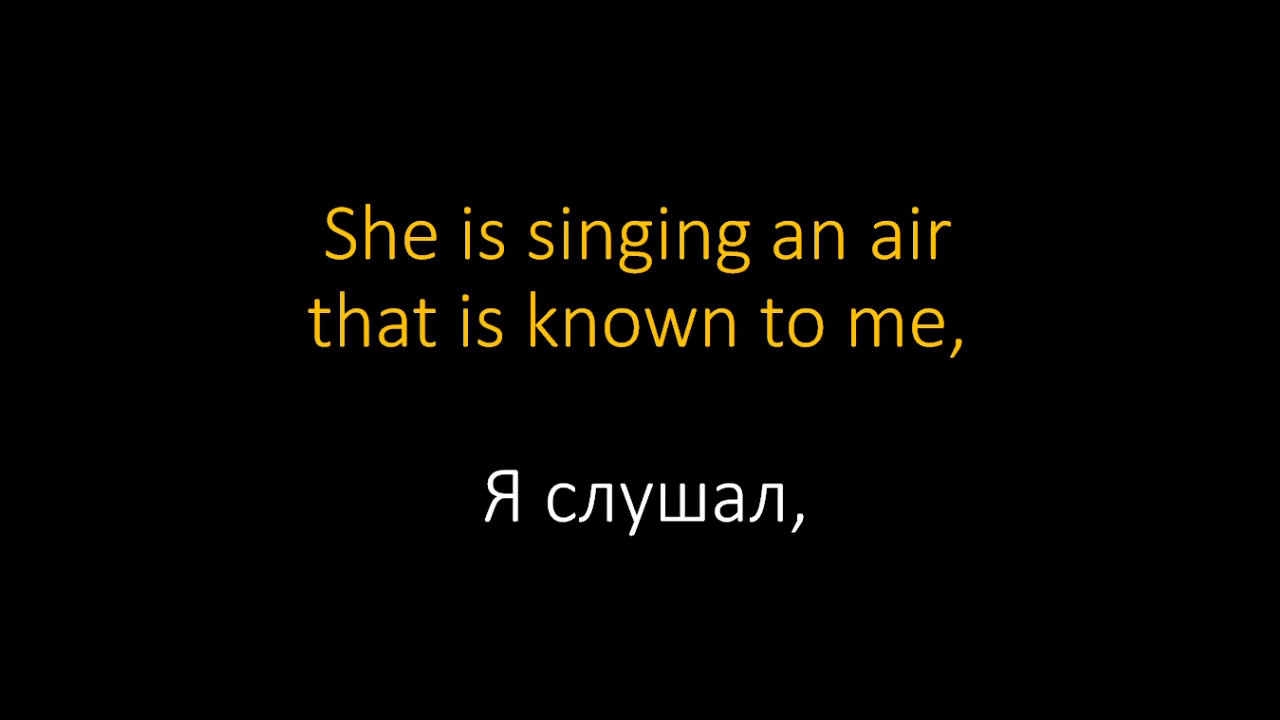 She is singing an air
that is known to me,
Я слушал,